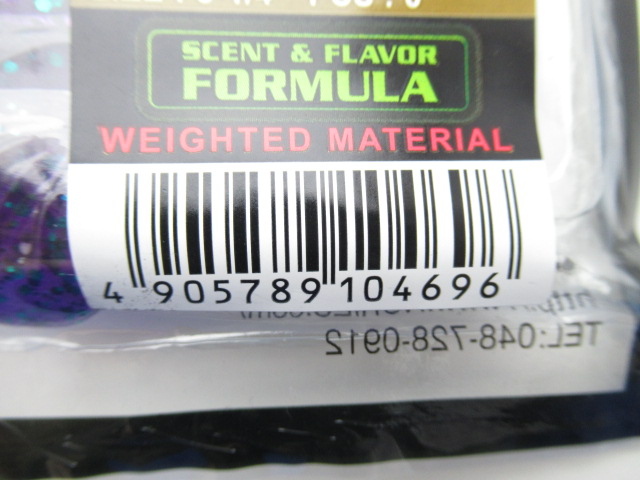 SCENT & FLAVOR
FORMULA
WEIGHTED MATERIAL
4 905789 104696
TEL:048-728-0912